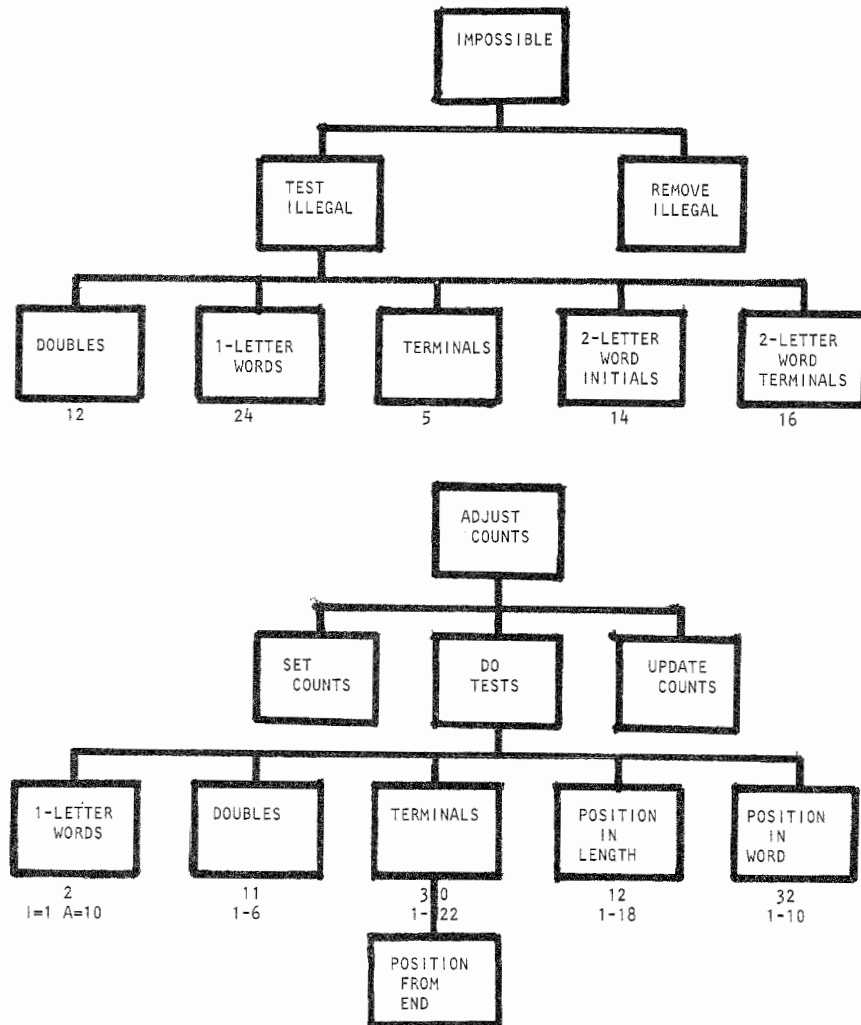 IMPOSSIBLE
TEST
ILLEGAL
REMOVE
ILLEGAL
DOUBLES
1-LETTER
WORDS
TERMINALS
2-LETTER
WORD
INITIALS
2-LETTER
WORD
TERMINALS
12
24
5
14
16
ADJUST
COUNTS
SET
COUNTS
DO
TESTS
UPDATE
COUNTS
1-LETTER
WORDS
DOUBLES
TERMINALS
POSITION
IN
LENGTH
POSITION
IN
WORD
2
I=1 A=10
11
1-6
12
1-18
32
1-10
POSITION
FROM
END